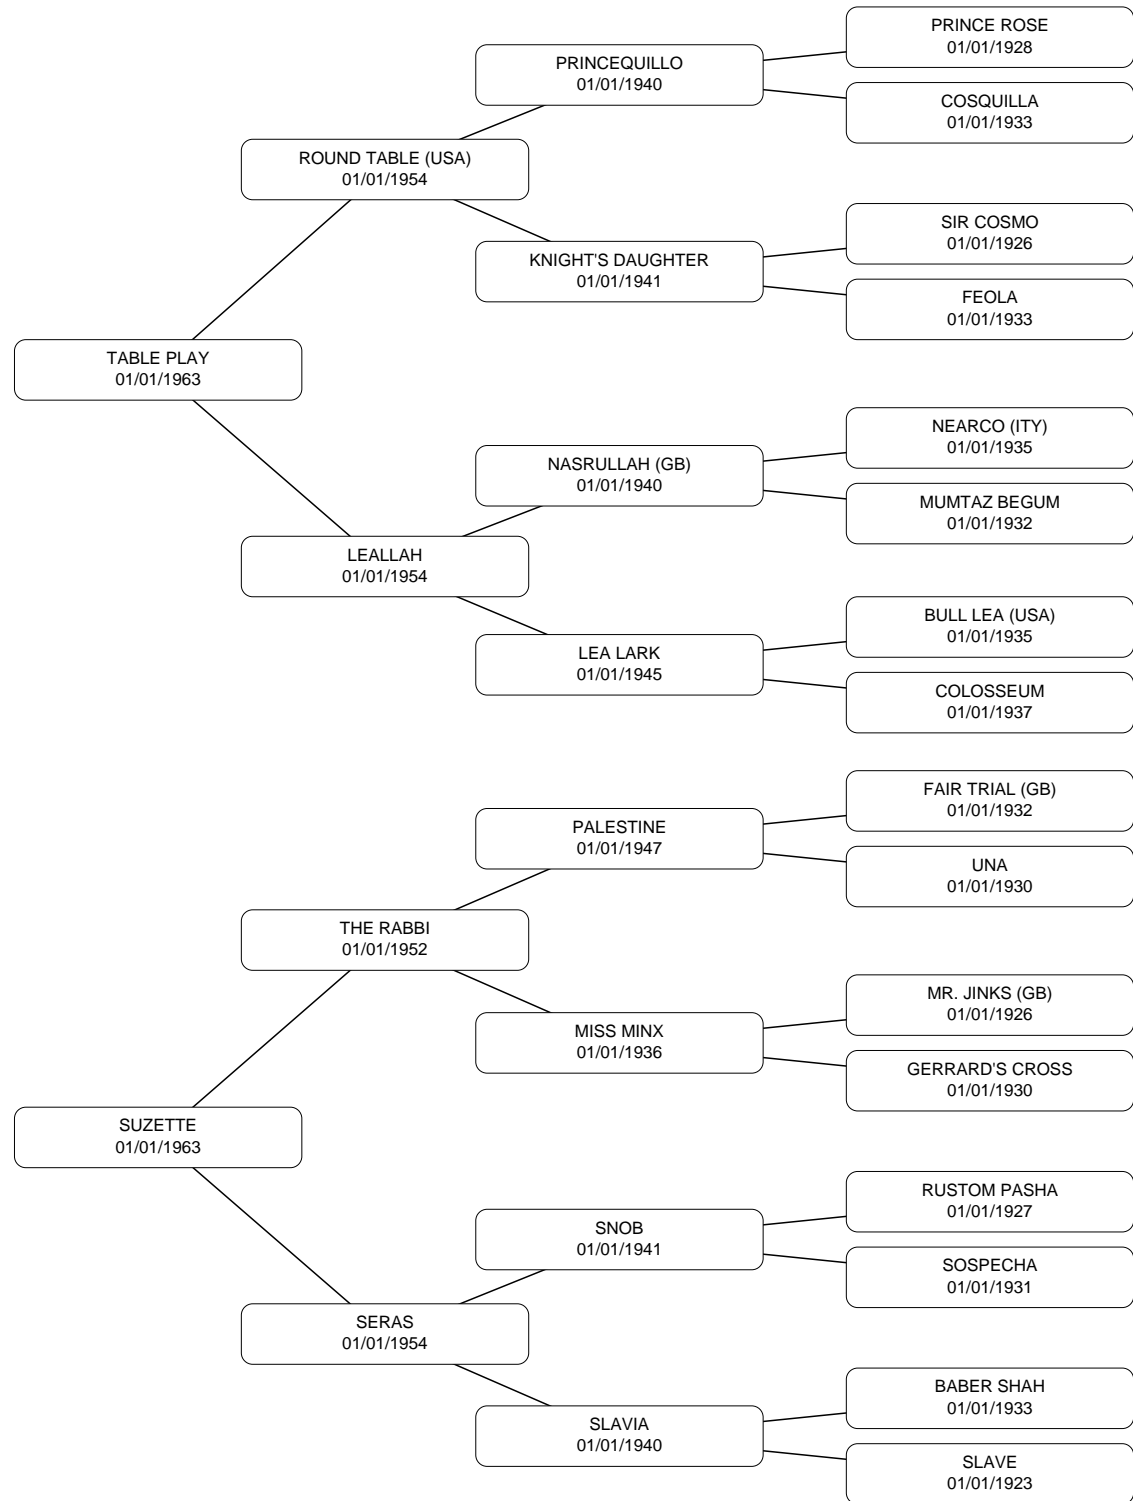 PRINCE ROSE
01/01/1928
PRINCEQUILLO
01/01/1940
COSQUILLA
01/01/1933
ROUND TABLE (USA)
01/01/1954
SIR COSMO
01/01/1926
KNIGHT'S DAUGHTER
01/01/1941
FEOLA
01/01/1933
TABLE PLAY
01/01/1963
NEARCO (ITY)
01/01/1935
NASRULLAH (GB)
01/01/1940
MUMTAZ BEGUM
01/01/1932
LEALLAH
01/01/1954
BULL LEA (USA)
01/01/1935
LEA LARK
01/01/1945
COLOSSEUM
01/01/1937
FAIR TRIAL (GB)
01/01/1932
PALESTINE
01/01/1947
UNA
01/01/1930
THE RABBI
01/01/1952
MR. JINKS (GB)
01/01/1926
MISS MINX
01/01/1936
GERRARD'S CROSS
01/01/1930
SUZETTE
01/01/1963
RUSTOM PASHA
01/01/1927
SNOB
01/01/1941
SOSPECHA
01/01/1931
SERAS
01/01/1954
BABER SHAH
01/01/1933
SLAVIA
01/01/1940
SLAVE
01/01/1923